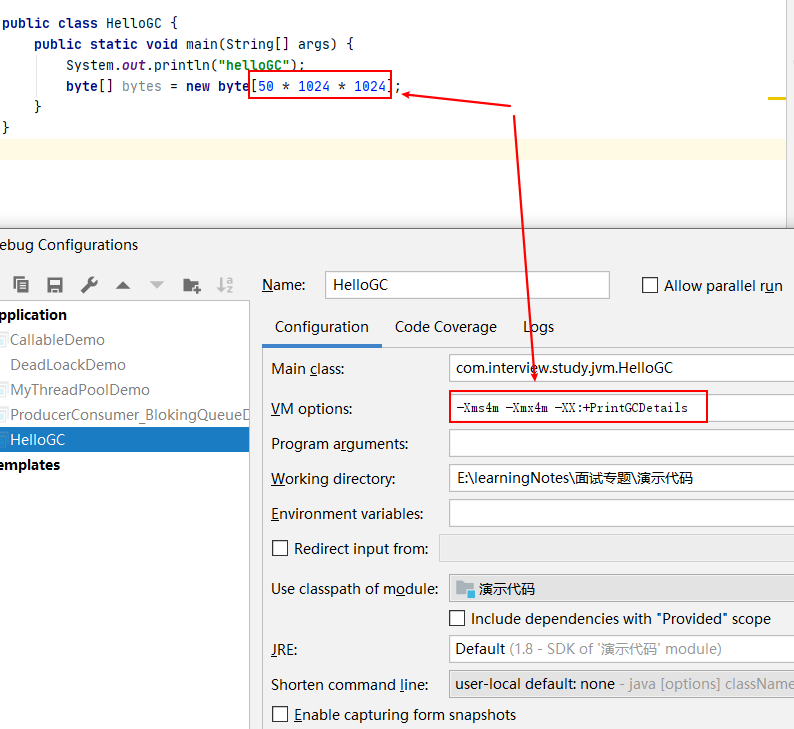 public class HelloGC {
public static void main(String[] args) {
System.out.println("helloGC");
byte[] bytes = new byte[50 * 1024 * 1024];
}
}
ebug Configurations
Name: HelloGC Allow parallel run
pplication
CallableDemo
DeadLoackDemo
MyThreadPoolDemo
ProducerConsumer_BlokingQueueD
HelloGC
emplates
Configuration Code Coverage Logs
Main class: com.interview.study.jvm.HelloGC
VM options: -Xms4m -Xmx4m -XX:+PrintGCDetails
Program arguments:
Working directory: E:\learningNotes\面试专题\演示代码
Environment variables:
Redirect input from:
Use classpath of module: 演示代码
Include dependencies with "Provided" scope
JRE: Default (1.8 - SDK of '演示代码' module)
Shorten command line: user-local default: none - java [options] className
Enable capturing form snapshots